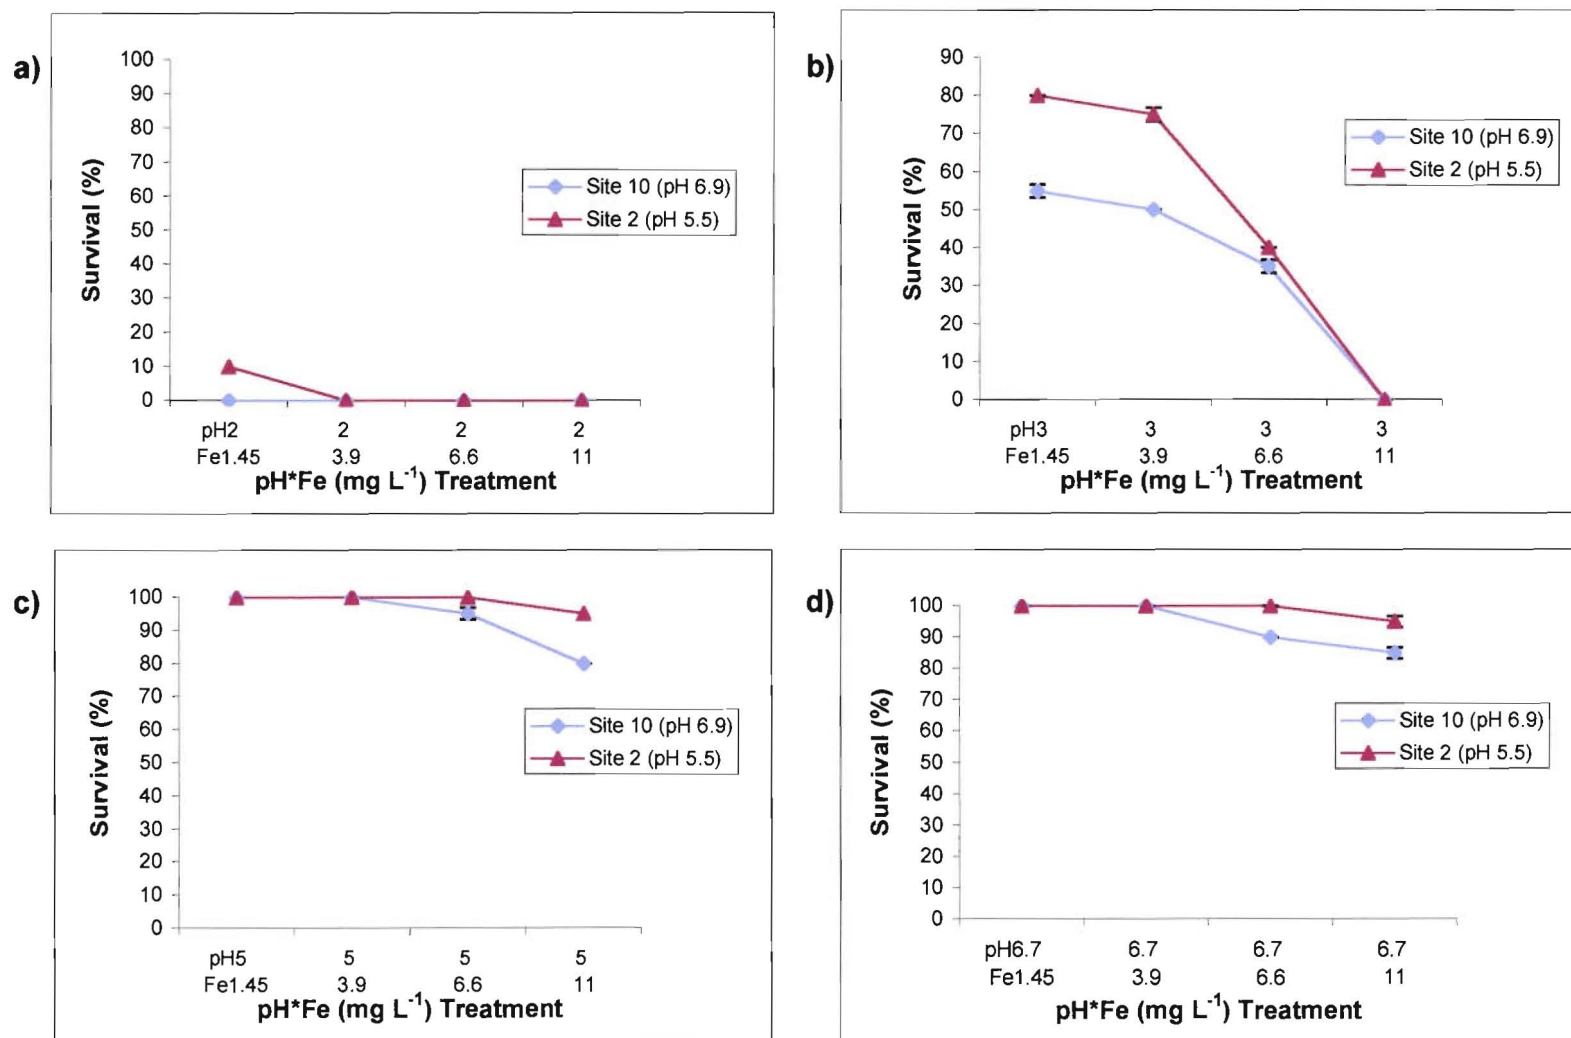 a)
100
90
80
70
60
50
40
30
20
10
0
Survival (%)
Site 10 (pH 6.9)
Site 2 (pH 5.5)
pH2 2 2 2
Fe1.45 3.9 6.6 11
pH*Fe (mg L⁻¹) Treatment
b)
90
80
70
60
50
40
30
20
10
0
Survival (%)
Site 10 (pH 6.9)
Site 2 (pH 5.5)
pH3 3 3 3
Fe1.45 3.9 6.6 11
pH*Fe (mg L⁻¹) Treatment
c)
100
90
80
70
60
50
40
30
20
10
0
Survival (%)
Site 10 (pH 6.9)
Site 2 (pH 5.5)
pH5 5 5 5
Fe1.45 3.9 6.6 11
pH*Fe (mg L⁻¹) Treatment
d)
100
90
80
70
60
50
40
30
20
10
0
Survival (%)
Site 10 (pH 6.9)
Site 2 (pH 5.5)
pH6.7 6.7 6.7 6.7
Fe1.45 3.9 6.6 11
pH*Fe (mg L⁻¹) Treatment